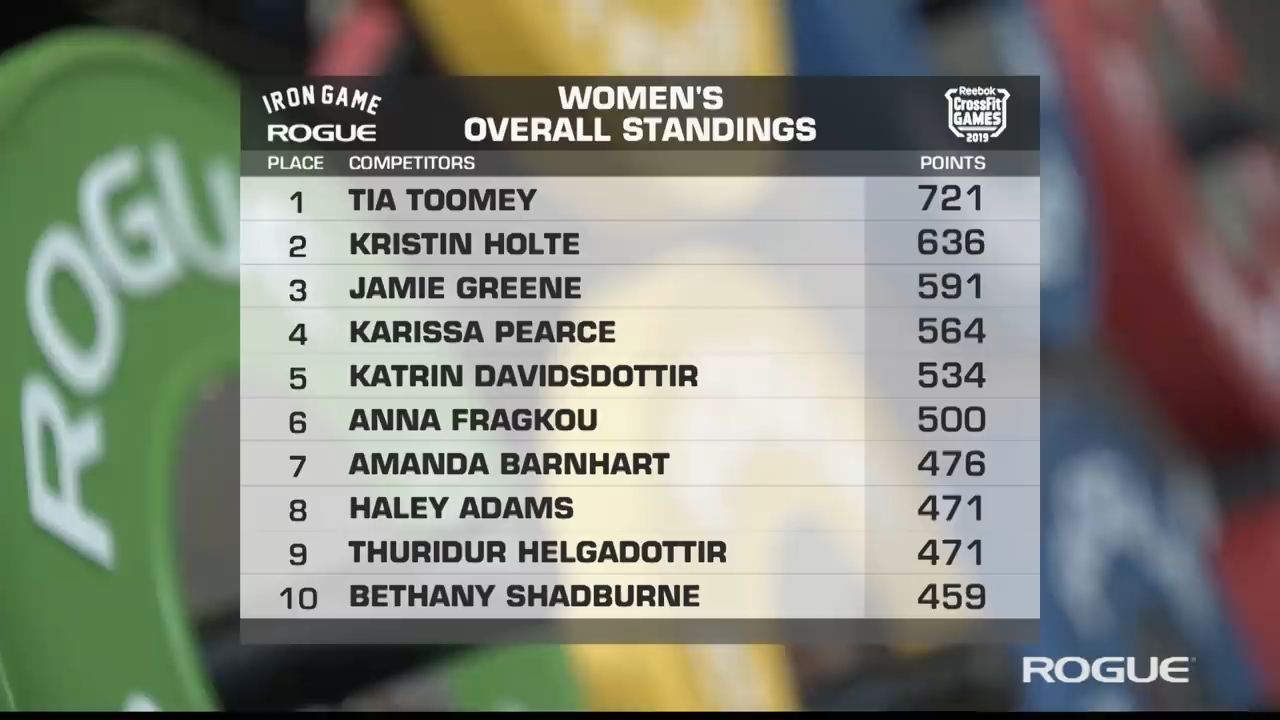 IRON GAME
ROGUE
WOMEN'S
OVERALL STANDINGS
Reebok
CrossFit
GAMES
2019
PLACE COMPETITORS POINTS
1 TIA TOOMEY 721
2 KRISTIN HOLTE 636
3 JAMIE GREENE 591
4 KARISSA PEARCE 564
5 KATRIN DAVIDSDOTTIR 534
6 ANNA FRAGKOU 500
7 AMANDA BARNHART 476
8 HALEY ADAMS 471
9 THURIDUR HELGADOTTIR 471
10 BETHANY SHADBURNE 459
ROGU
ROGUE